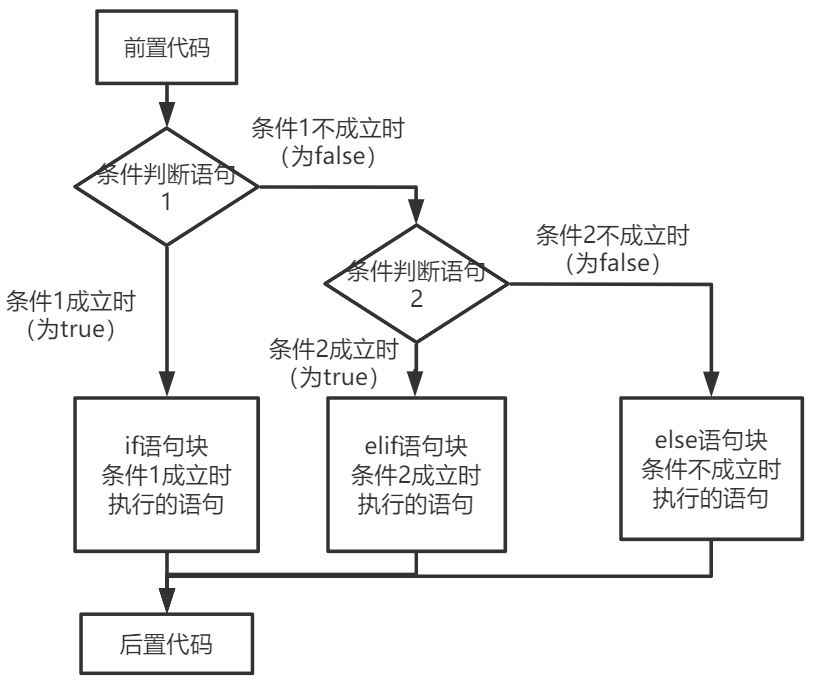 前置代码
条件1不成立时
（为false）
条件判断语句
1
条件2不成立时
（为false）
条件判断语句
2
条件1成立时
（为true）
条件2成立时
（为true）
if语句块
条件1成立时
执行的语句
elif语句块
条件2成立时
执行的语句
else语句块
条件不成立时
执行的语句
后置代码